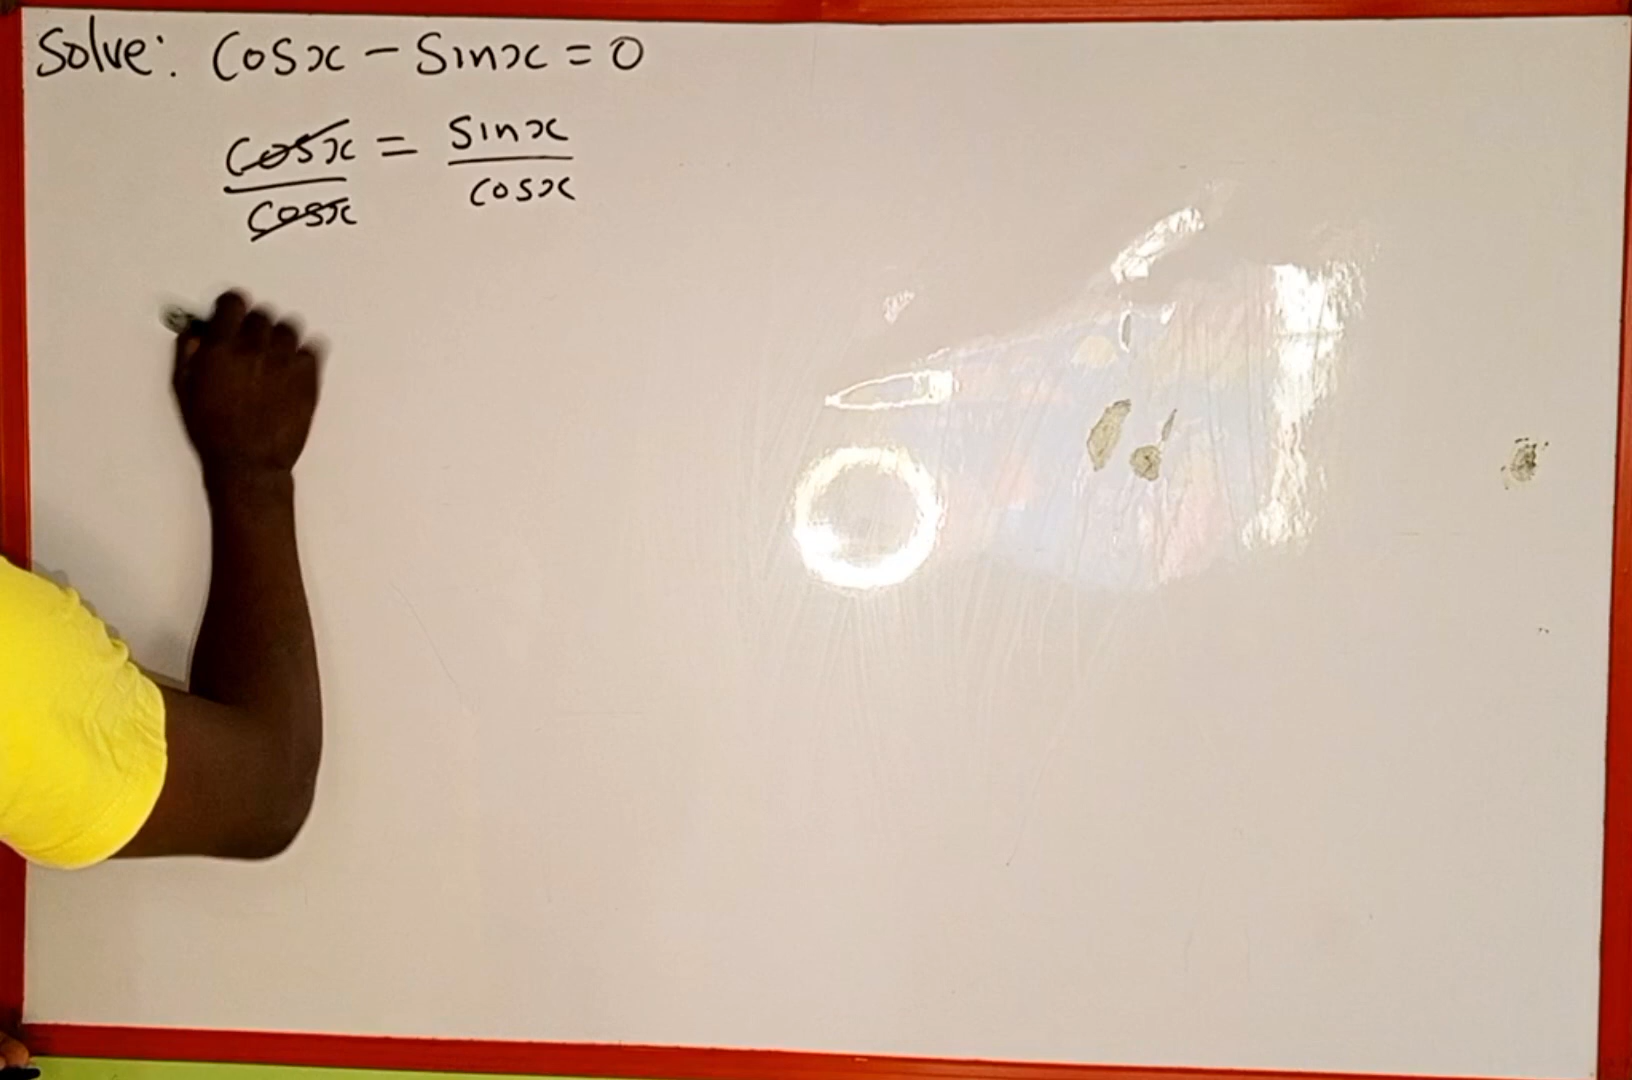 Solve: Cosx - Sinx = 0
cosx/cosx = sinx/cosx